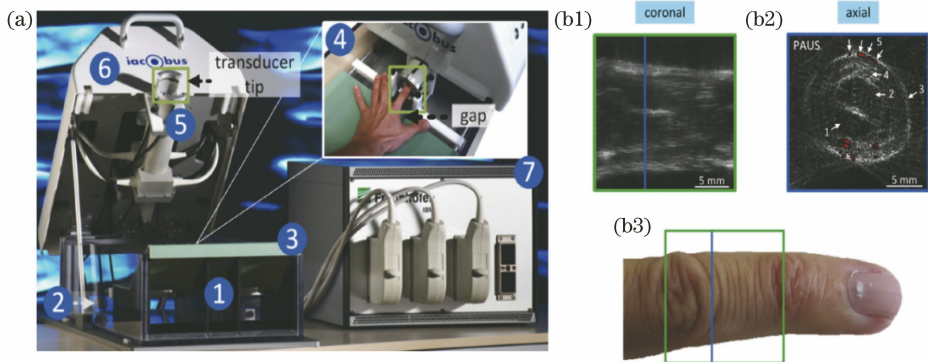 (a)
iacobus
transducer
tip
gap
1
2
3
4
5
6
7
Fraunhofer
(b1)
coronal
5 mm
(b2)
axial
PAUS
5
4
2
3
1
5 mm
(b3)